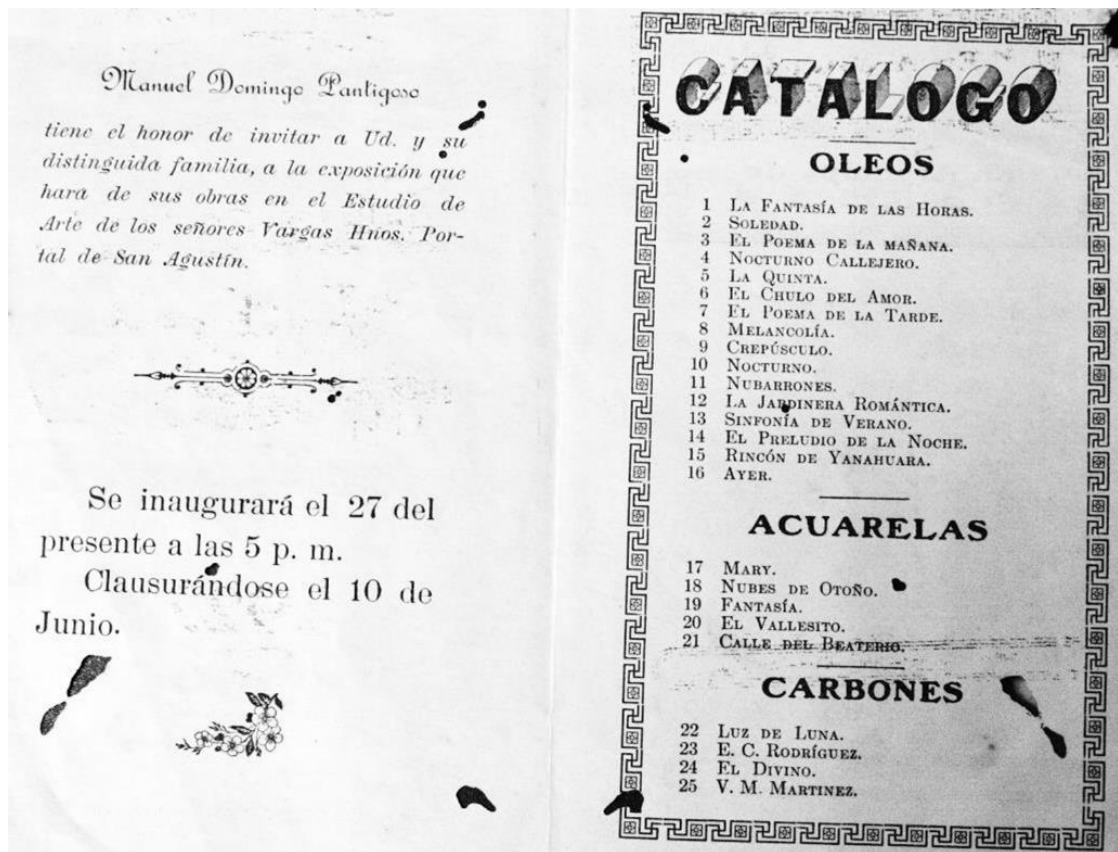 Manuel Domingo Pantigoso
tiene el honor de invitar a Ud. y su
distinguida familia, a la exposición que
hara de sus obras en el Estudio de
Arte de los señores Vargas Hnos. Por-
tal de San Agustín.
Se inaugurará el 27 del
presente a las 5 p. m.
Clausurándose el 10 de
Junio.
CATALOGO
OLEOS
1 LA FANTASÍA DE LAS HORAS.
2 SOLEDAD.
3 EL POEMA DE LA MAÑANA.
4 NOCTURNO CALLEJERO.
5 LA QUINTA.
6 EL CHULO DEL AMOR.
7 EL POEMA DE LA TARDE.
8 MELANCOLÍA.
9 CREPÚSCULO.
10 NOCTURNO.
11 NUBARRONES.
12 LA JARDINERA ROMÁNTICA.
13 SINFONÍA DE VERANO.
14 EL PRELUDIO DE LA NOCHE.
15 RINCÓN DE YANAHUARA.
16 AYER.
ACUARELAS
17 MARY.
18 NUBES DE OTOÑO.
19 FANTASÍA.
20 EL VALLESITO.
21 CALLE DEL BEATERIO.
CARBONES
22 LUZ DE LUNA.
23 E. C. RODRÍGUEZ.
24 EL DIVINO.
25 V. M. MARTINEZ.